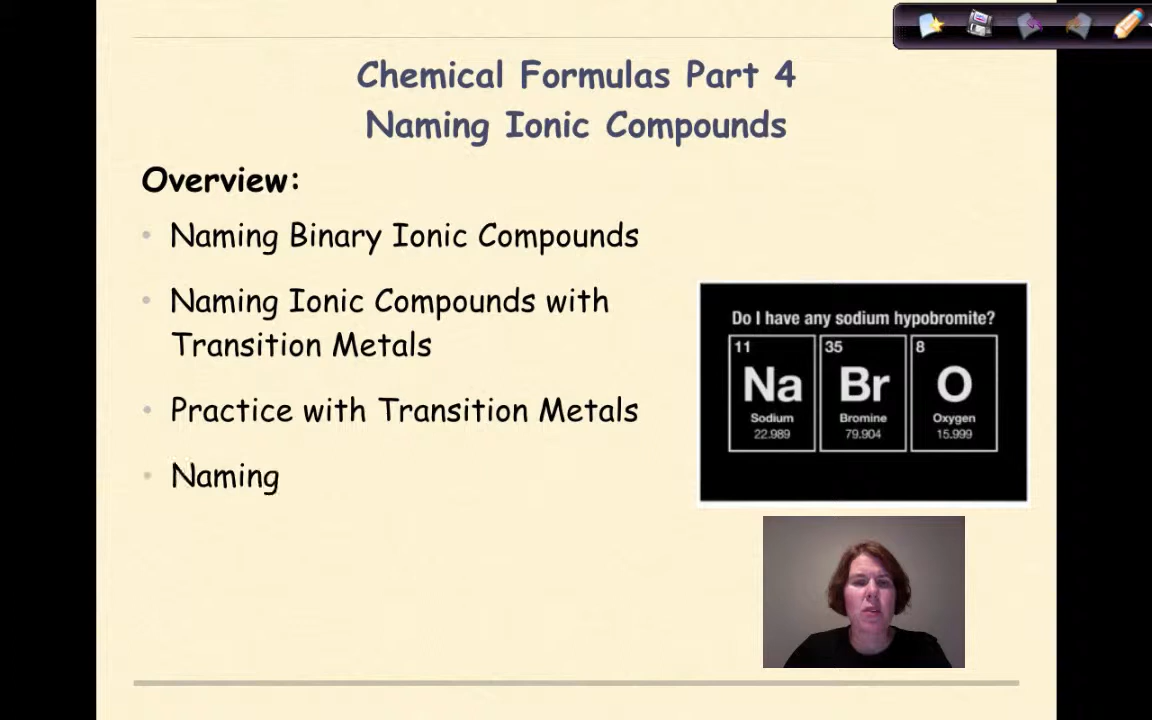 Chemical Formulas Part 4
Naming Ionic Compounds
Overview:
• Naming Binary Ionic Compounds
• Naming Ionic Compounds with
Transition Metals
• Practice with Transition Metals
• Naming
Do I have any sodium hypobromite?
11 35 8
Na Br O
Sodium Bromine Oxygen
22.989 79.904 15.999